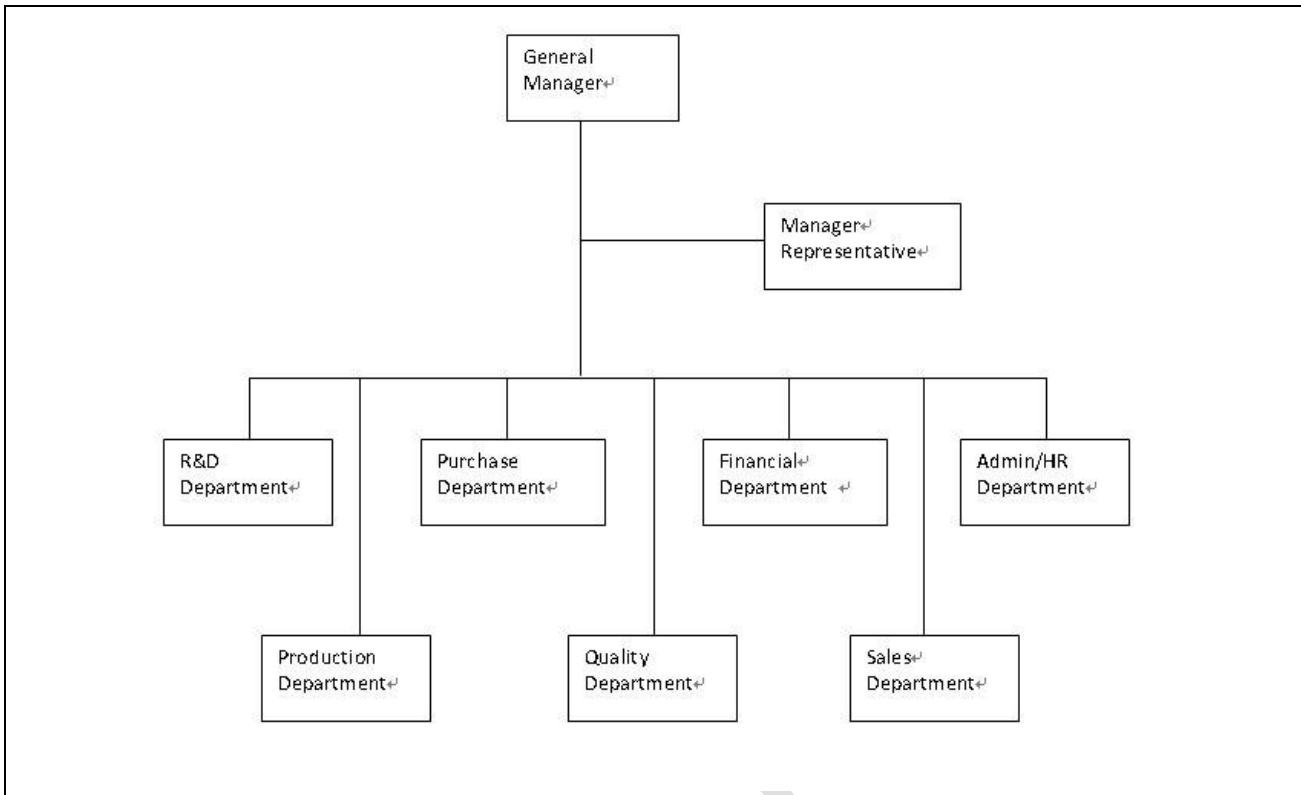 General
Manager↵
Manager↵
Representative↵
R&D
Department↵
Purchase
Department↵
Financial↵
Department ↵
Admin/HR
Department↵
Production
Department↵
Quality
Department↵
Sales↵
Department↵